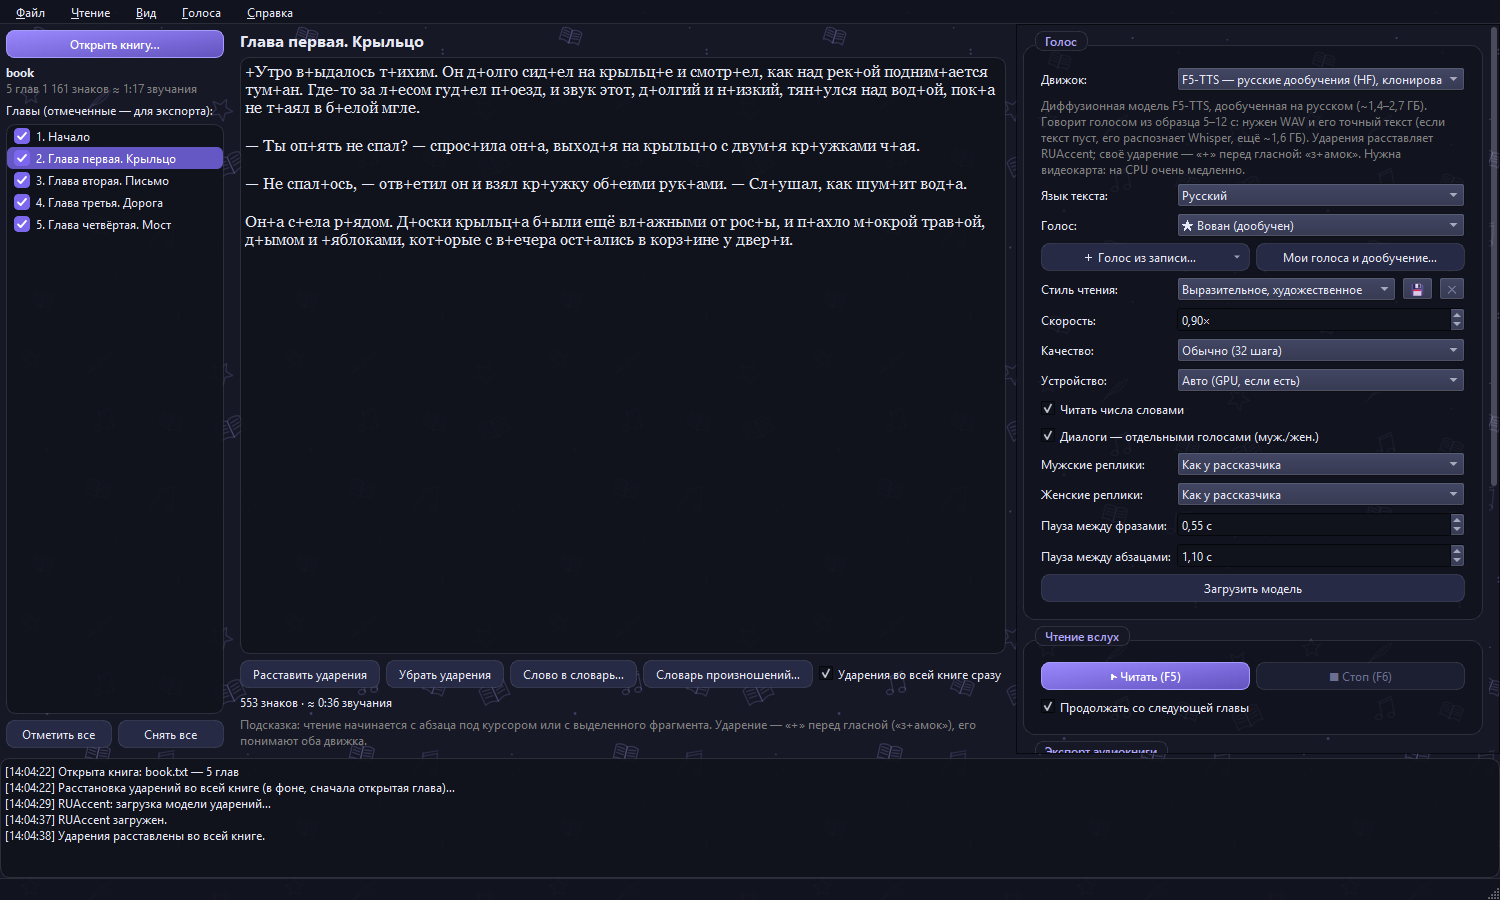 Файл Чтение Вид Голоса Справка
Открыть книгу...
book
5 глав 1 161 знаков ≈ 1:17 звучания
Главы (отмеченные — для экспорта):
1. Начало
2. Глава первая. Крыльцо
3. Глава вторая. Письмо
4. Глава третья. Дорога
5. Глава четвёртая. Мост
Отметить все Снять все
Глава первая. Крыльцо
+Утро в+ыдалось т+ихим. Он д+олго сид+ел на крыльц+е и смотр+ел, как над рек+ой подним+ается
тум+ан. Где-то за л+есом гуд+ел п+оезд, и звук этот, д+олгий и н+изкий, тян+улся над вод+ой, пок+а
не т+аял в б+елой мгле.
— Ты оп+ять не спал? — спрос+ила он+а, выход+я на крыльц+о с двум+я кр+ужками ч+ая.
— Не спал+ось, — отв+етил он и взял кр+ужку об+еими рук+ами. — Сл+ушал, как шум+ит вод+а.
Он+а с+ела р+ядом. Д+оски крыльц+а б+ыли ещё вл+ажными от рос+ы, и п+ахло м+окрой трав+ой,
д+ымом и +яблоками, кот+орые с в+ечера ост+ались в корз+ине у двер+и.
Расставить ударения Убрать ударения Слово в словарь... Словарь произношений... Ударения во всей книге сразу
553 знаков · ≈ 0:36 звучания
Подсказка: чтение начинается с абзаца под курсором или с выделенного фрагмента. Ударение — «+» перед гласной («з+амок»), его
понимают оба движка.
Голос
Движок: F5-TTS — русские дообучения (HF), клонирова
Диффузионная модель F5-TTS, дообученная на русском (~1,4–2,7 ГБ).
Говорит голосом из образца 5–12 с: нужен WAV и его точный текст (если
текст пуст, его распознает Whisper, ещё ~1,6 ГБ). Ударения расставляет
RUAccent; своё ударение — «+» перед гласной: «з+амок». Нужна
видеокарта: на CPU очень медленно.
Язык текста: Русский
Голос: ★ Вован (дообучен)
+ Голос из записи... Мои голоса и дообучение...
Стиль чтения: Выразительное, художественное
Скорость: 0,90×
Качество: Обычно (32 шага)
Устройство: Авто (GPU, если есть)
Читать числа словами
Диалоги — отдельными голосами (муж./жен.)
Мужские реплики: Как у рассказчика
Женские реплики: Как у рассказчика
Пауза между фразами: 0,55 с
Пауза между абзацами: 1,10 с
Загрузить модель
Чтение вслух
Читать (F5) Стоп (F6)
Продолжать со следующей главы
Экспорт аудиокниги
[14:04:22] Открыта книга: book.txt — 5 глав
[14:04:22] Расстановка ударений во всей книге (в фоне, сначала открытая глава)...
[14:04:29] RUAccent: загрузка модели ударений...
[14:04:37] RUAccent загружен.
[14:04:38] Ударения расставлены во всей книге.